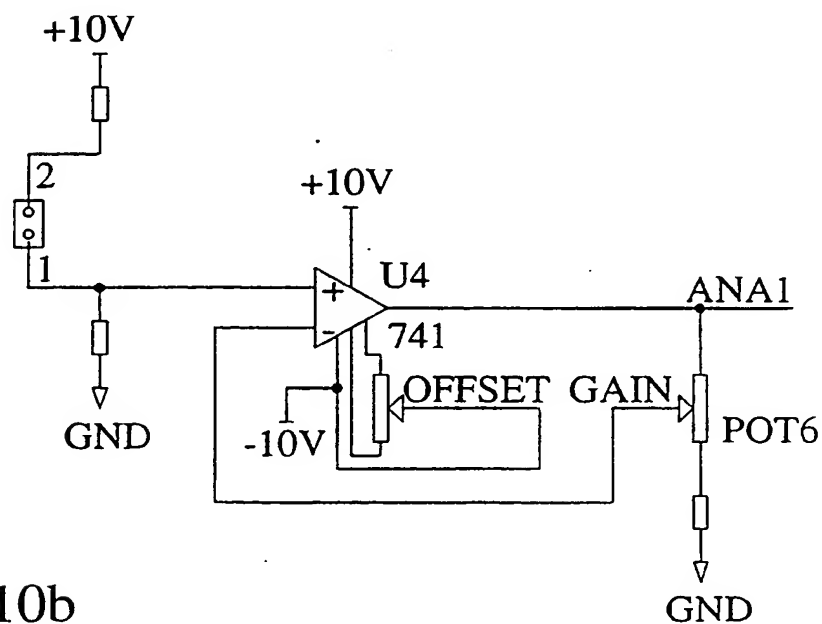 +10V
2
+10V
1
+
U4
ANA1
-
741
OFFSET
GAIN
GND
-10V
POT6
10b
GND